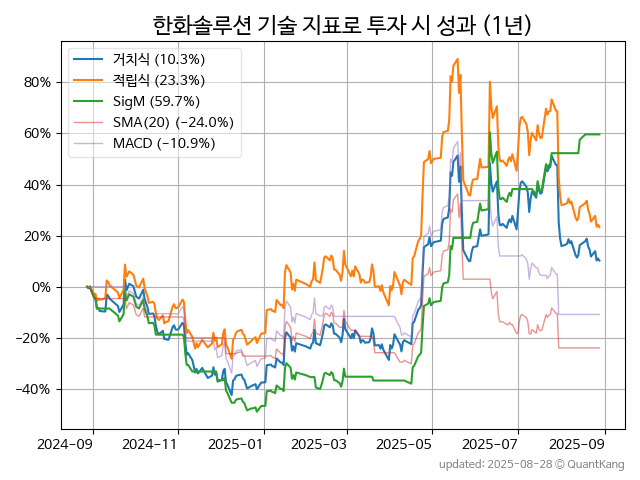 한화솔루션 기술 지표로 투자 시 성과 (1년)
거치식 (10.3%)
적립식 (23.3%)
SigM (59.7%)
SMA(20) (−24.0%)
MACD (−10.9%)
80%
60%
40%
20%
0%
−20%
−40%
2024-09 2024-11 2025-01 2025-03 2025-05 2025-07 2025-09
updated: 2025-08-28 © QuantKang